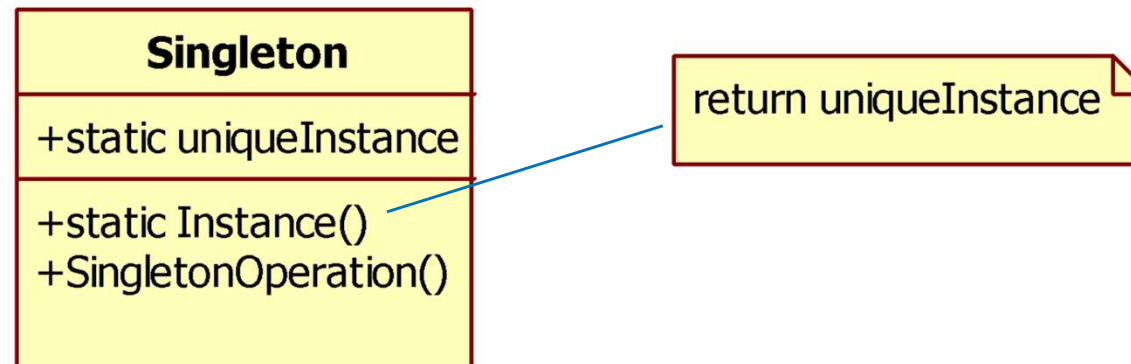 Singleton
+static uniqueInstance
+static Instance()
+SingletonOperation()
return uniqueInstance